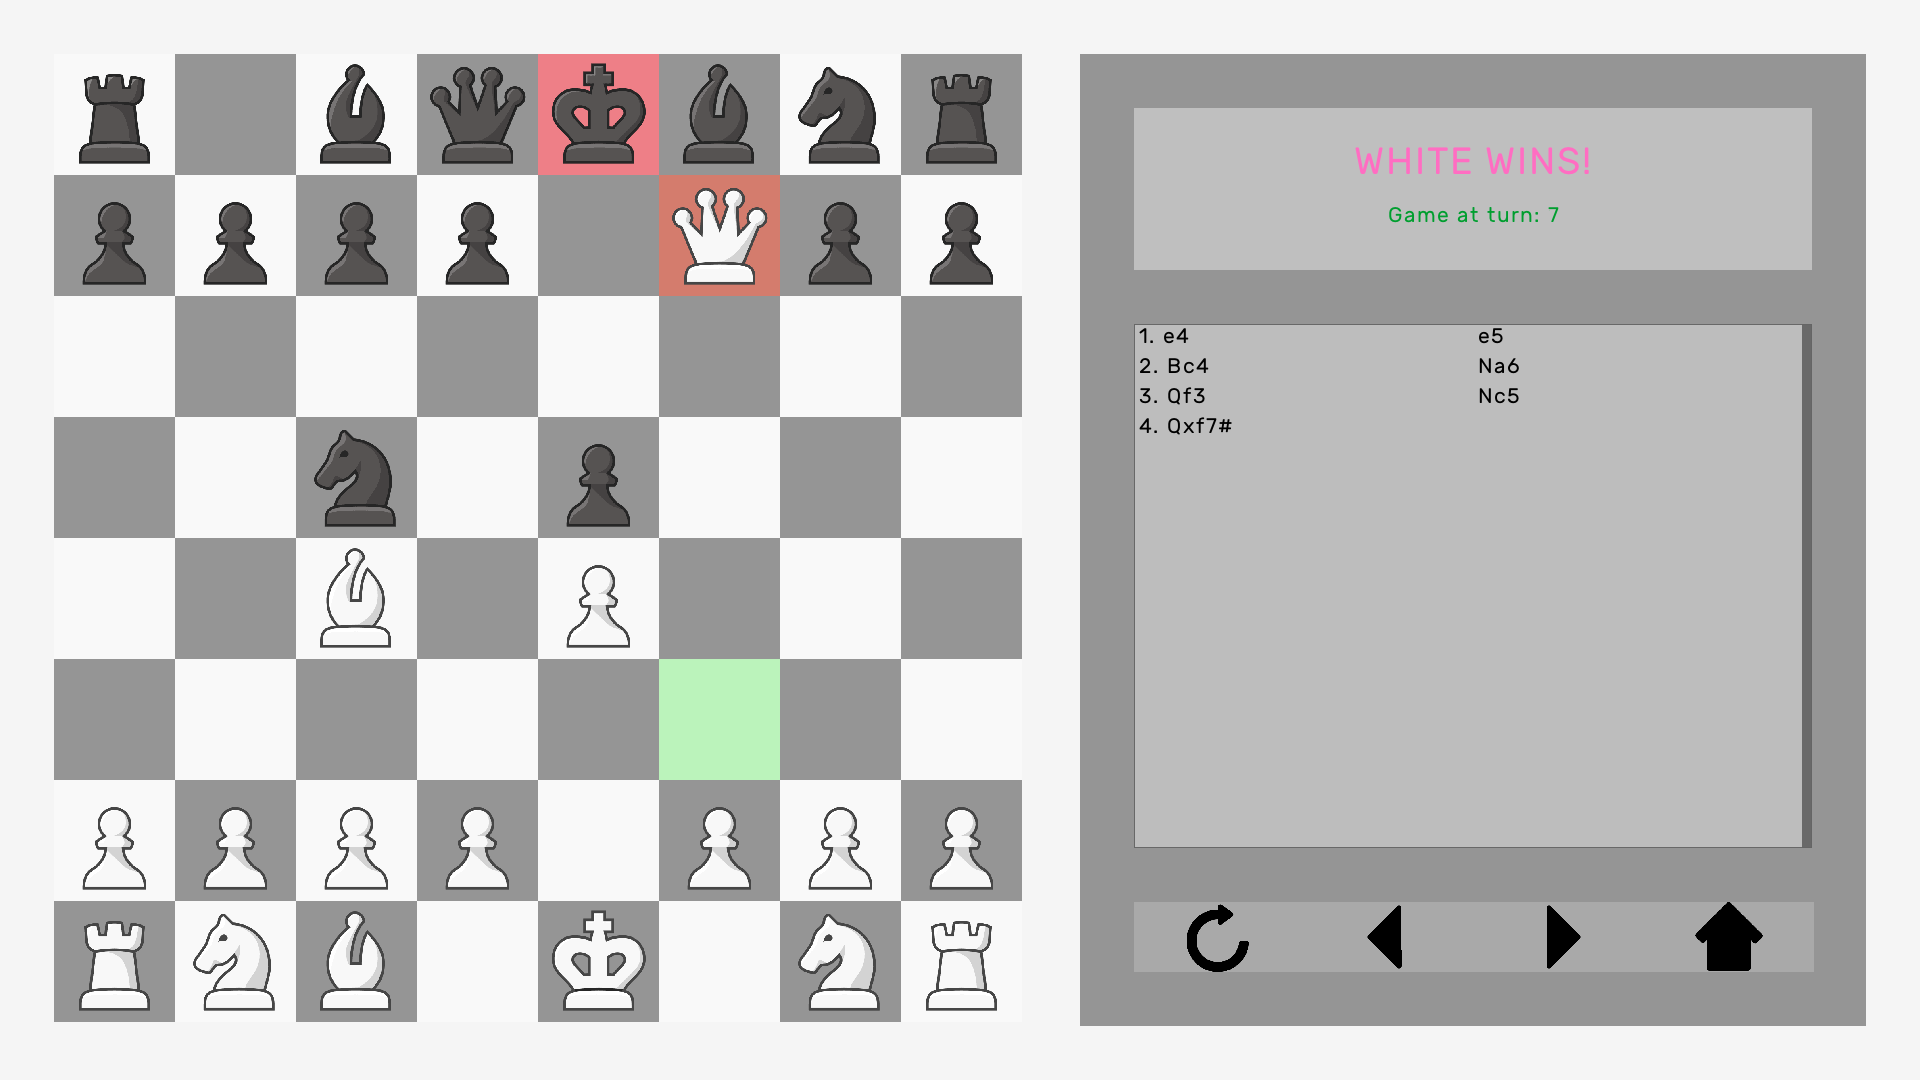 WHITE WINS!
Game at turn: 7
1. e4 e5
2. Bc4 Na6
3. Qf3 Nc5
4. Qxf7#